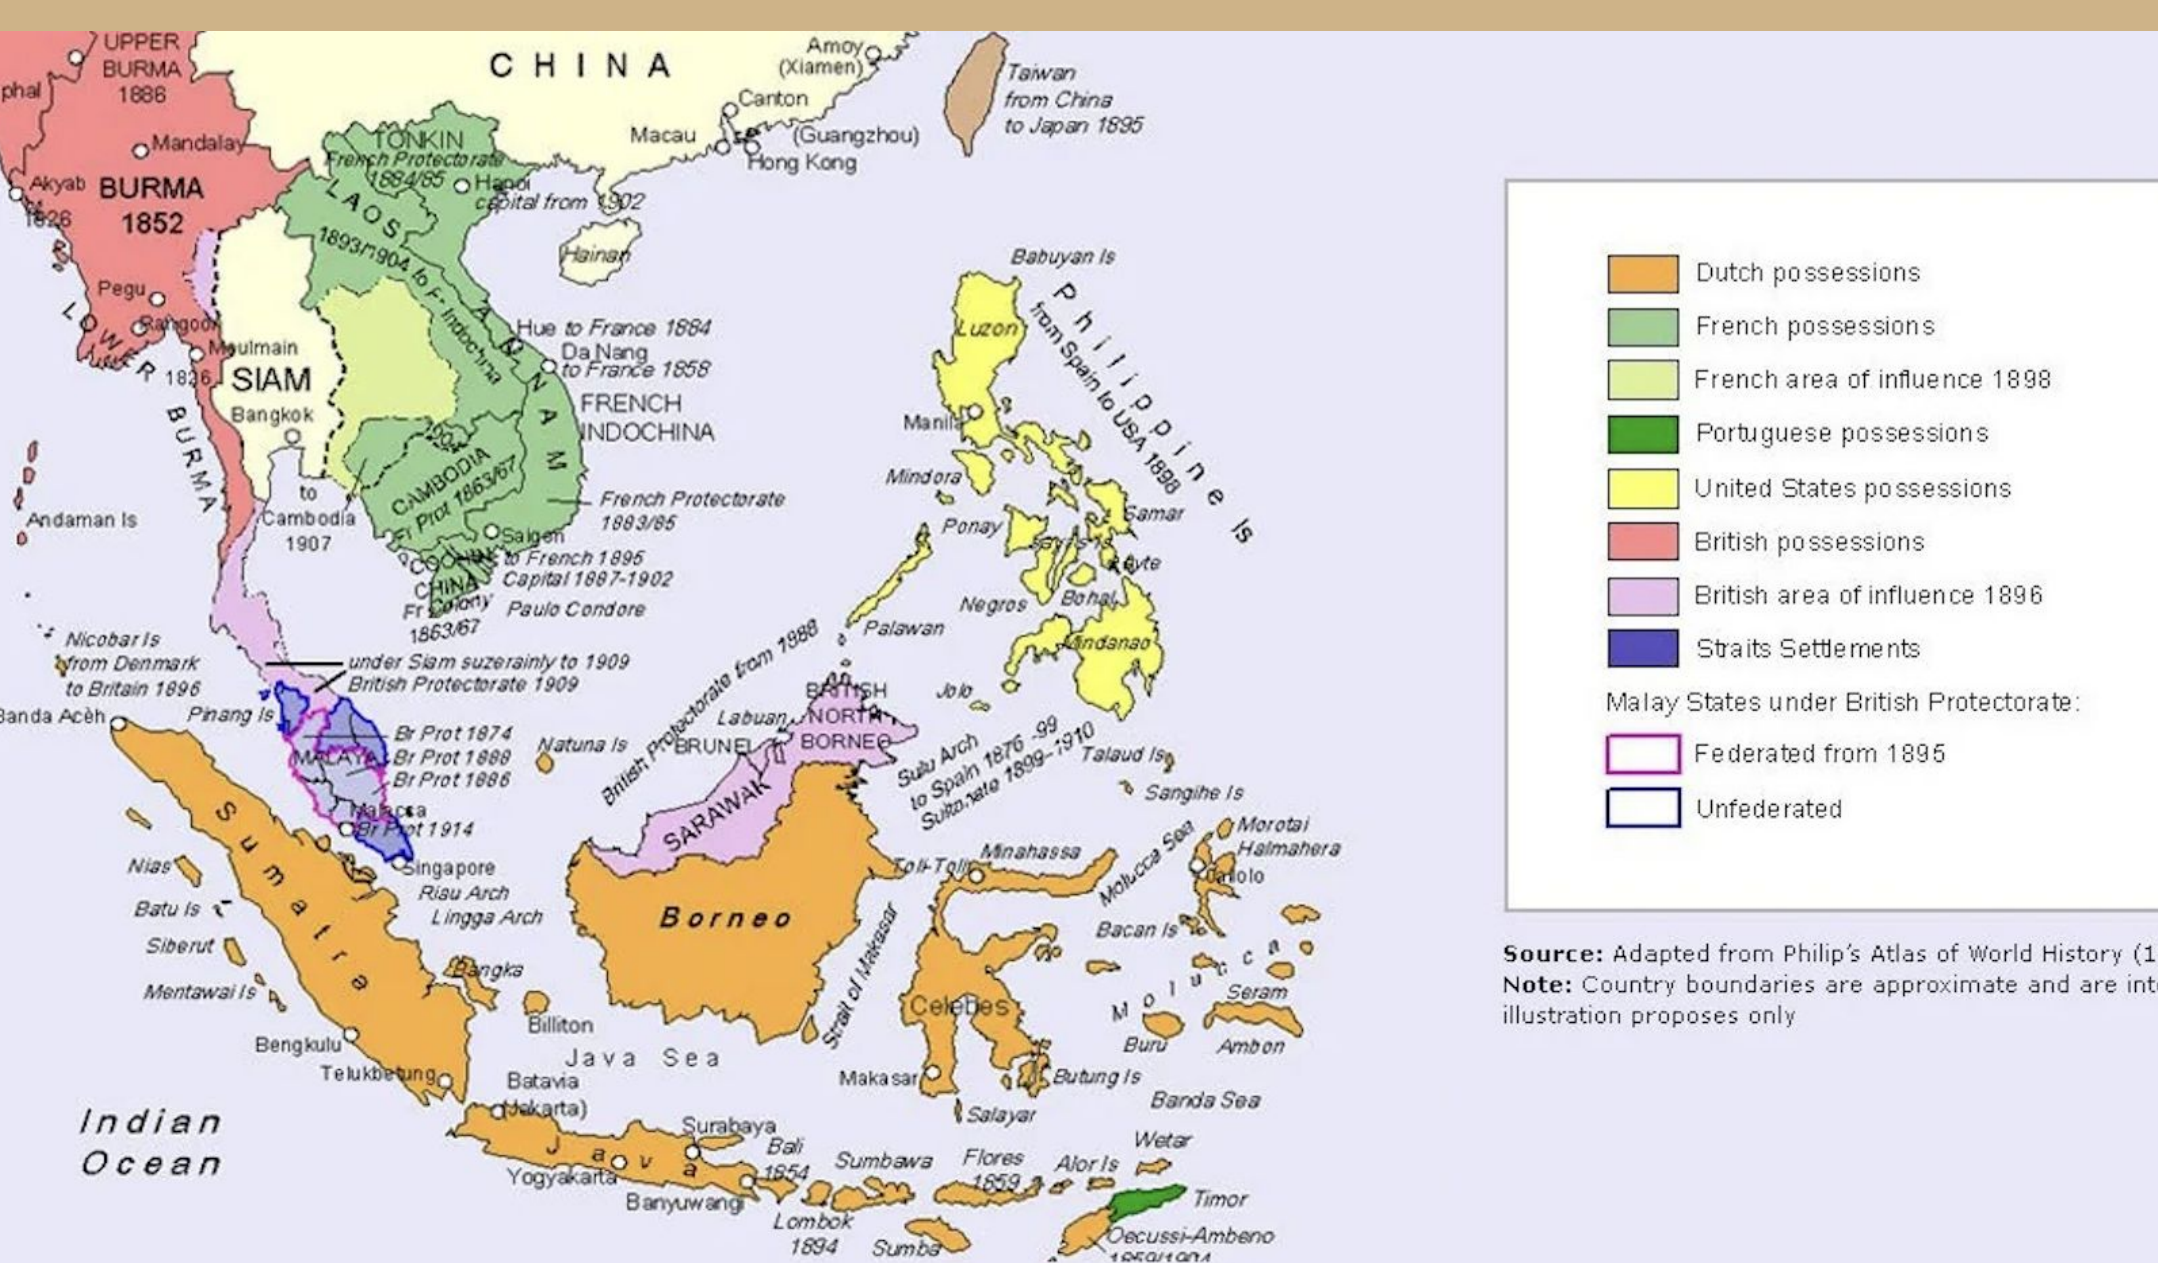 UPPER
BURMA
1886
phal
Mandalay
Akyab
BURMA
1852
1826
Pegu
Rangoon
LOWER BURMA
Moulmain
1826
SIAM
Bangkok
to
Cambodia
1907
Andaman Is
Nicobar Is
from Denmark
to Britain 1896
CHINA
Amoy
(Xiamen)
Canton
(Guangzhou)
Macau
Hong Kong
Taiwan
from China
to Japan 1895
TONKIN
French Protectorate
1884/85
Hanoi
capital from 1902
LAOS
1893/1904 to Fr Indochina
Hainan
ANNAM
Hue to France 1884
Da Nang
to France 1858
FRENCH
INDOCHINA
1904
CAMBODIA
Fr Prot 1863/67
French Protectorate
1883/85
Saigon
to French 1895
Capital 1887-1902
COCHIN
CHINA
Fr Colony
1863/67
Paulo Condore
under Siam suzerainly to 1909
British Protectorate 1909
Pinang Is
Banda Acèh
Br Prot 1874
Br Prot 1888
Br Prot 1886
MALAYA
Malacca
Br Prot 1914
Singapore
Riau Arch
Lingga Arch
Natuna Is
British Protectorate from 1888
Labuan
BRUNEI
BRITISH
NORTH
BORNEO
SARAWAK
Borneo
Babuyan Is
Philippine Is
from Spain to USA 1898
Luzon
Manila
Mindora
Ponay
Samar
Leyte
Negros
Bohal
Palawan
Mindanao
Jolo
Sulu Arch
to Spain 1876-99
Sultanate 1899-1910
Talaud Is
Sangihe Is
Morotai
Halmahera
Molucca Sea
Toli-Toli
Minahassa
Bacan Is
Molucca
Seram
Buru
Ambon
Strait of Makasar
Celebes
Makasar
Butung Is
Salayar
Banda Sea
Sumatra
Nias
Batu Is
Siberut
Mentawai Is
Bangka
Billiton
Bengkulu
Telukbetung
Java Sea
Batavia
(Jakarta)
Java
Surabaya
Yogyakarta
Banyuwangi
Bali
1854
Lombok
1894
Sumbawa
Sumba
Flores
1859
Alor Is
Wetar
Timor
Oecussi-Ambeno
1859/1904
Indian
Ocean
Dutch possessions
French possessions
French area of influence 1898
Portuguese possessions
United States possessions
British possessions
British area of influence 1896
Straits Settlements
Malay States under British Protectorate:
Federated from 1895
Unfederated
Source: Adapted from Philip’s Atlas of World History (1
Note: Country boundaries are approximate and are int
illustration proposes only